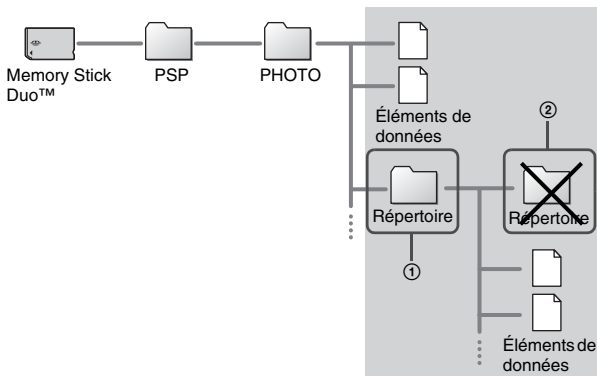 Memory Stick
Duo™
PSP
PHOTO
Éléments de
données
②
Répertoire
Répertoire
①
Éléments de
données